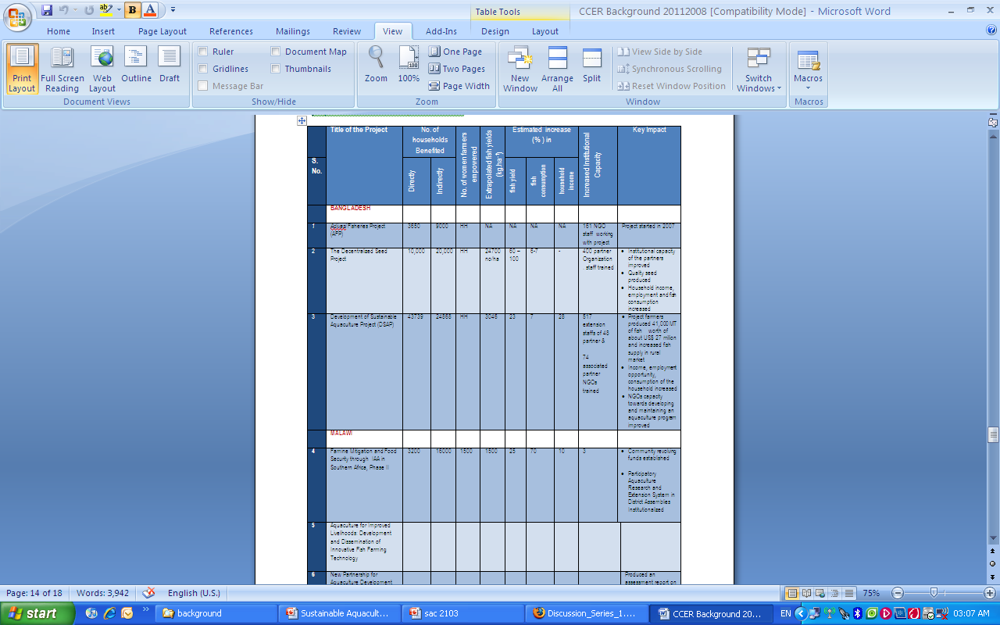 Table Tools
CCER Background 20112008 [Compatibility Mode] - Microsoft Word
Home Insert Page Layout References Mailings Review View Add-Ins Design Layout
Print Layout
Full Screen Reading
Web Layout
Outline
Draft
Document Views
Ruler
Gridlines
Message Bar
Document Map
Thumbnails
Show/Hide
Zoom
100%
One Page
Two Pages
Page Width
Zoom
New Window
Arrange All
Split
View Side by Side
Synchronous Scrolling
Reset Window Position
Window
Switch Windows
Macros
Macros
S. No.
Title of the Project
No. of
households
Benefited
Directly
Indirectly
No. of women farmers
empowered
Extrapolated fish yields
(kg.ha⁻¹)
Estimated increase
(% ) in
fish yield
fish
consumption
household
income
Increased Institutional
Capacity
Key Impact
BANGLADESH
1
Fisheries Project
(AFP)
3650
9000
HH
NA
NA
NA
NA
161 NGO
staff working
with project
Project started in 2007
2
The Decentralized Seed
Project
10,000
20,000
HH
24700
no/ha
60 –
100
6-7
-
400 partner
Organization
. staff trained
• Institutional capacity
of the partners
improved
• Quality seed
produced
• Household income,
employment and fish
consumption
increased
3
Development of Sustainable
Aquaculture Project (DSAP)
43739
24868
HH
3046
23
7
28
517
extension
staffs of 48
partner &
74
associated
partner
NGOs
trained
• Project farmers
produced 41,000 MT
of fish worth of
about US$ 27 million
and increased fish
supply in rural
market
• Income, employment
opportunity,
consumption of the
household increased
• NGOs capacity
towards developing
and maintaining an
aquaculture program
improved
MALAWI
4
Famine Mitigation and Food
Security through IAA in
Southern Africa, Phase II
3200
16000
1500
1500
25
70
10
3
• Community revolving
funds established
• Participatory
Aquaculture
Research and
Extension System in
District Assemblies
Institutionalized
5
Aquaculture for Improved
Livelihoods: Development
and Dissemination of
Innovative Fish Farming
Technology
6
New Partnership for
Aquaculture Development
Produced an
assessment report on
Page: 14 of 18 Words: 3,942 English (U.S.) 75%
start background Sustainable Aquacult... sac 2103 Discussion_Series_1.... CCER Background 20... EN 03:07 AM